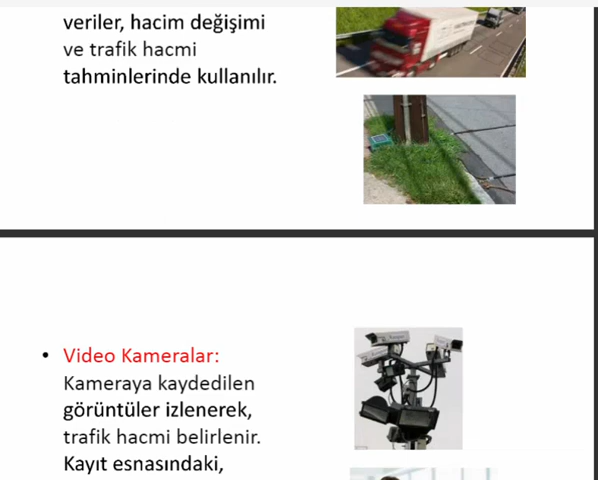 veriler, hacim değişimi
ve trafik hacmi
tahminlerinde kullanılır.
• Video Kameralar:
Kameraya kaydedilen
görüntüler izlenerek,
trafik hacmi belirlenir.
Kayıt esnasındaki,